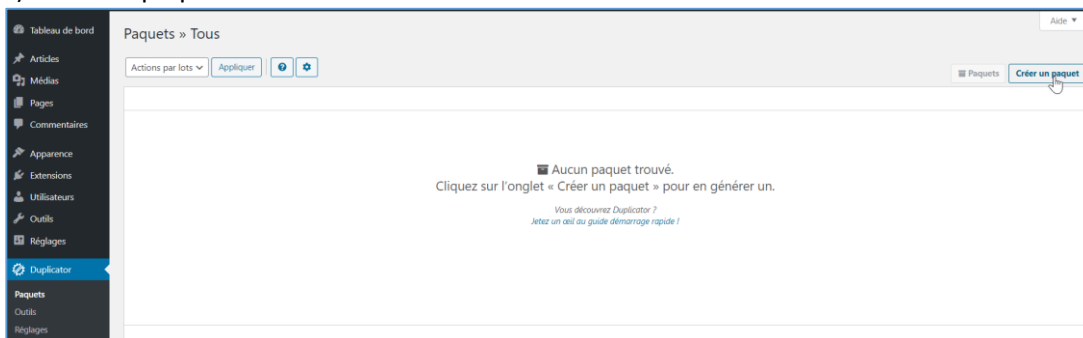 Tableau de bord
Articles
Médias
Pages
Commentaires
Apparence
Extensions
Utilisateurs
Outils
Réglages
Duplicator
Paquets
Outils
Réglages
Aide ▼
Paquets » Tous
Actions par lots Appliquer
Paquets Créer un paquet
Aucun paquet trouvé.
Cliquez sur l'onglet « Créer un paquet » pour en générer un.
Vous découvrez Duplicator ?
Jetez un œil au guide démarrage rapide !